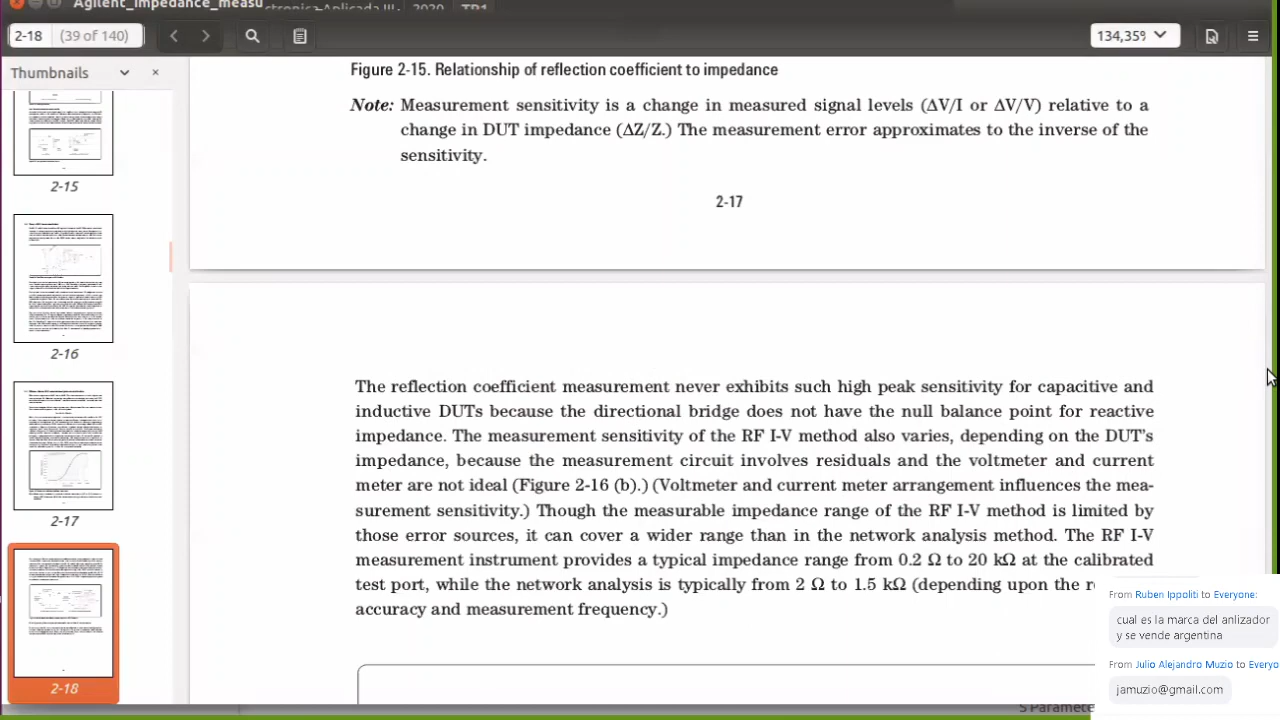 Agilent_impedance_measu
ctronica-Aplicada III.
2020
TP1
2-18 (39 of 140)
134,35%
Thumbnails
2-15
2-16
2-17
2-18
Figure 2-15. Relationship of reflection coefficient to impedance
Note: Measurement sensitivity is a change in measured signal levels (ΔV/I or ΔV/V) relative to a
change in DUT impedance (ΔZ/Z.) The measurement error approximates to the inverse of the
sensitivity.
2-17
The reflection coefficient measurement never exhibits such high peak sensitivity for capacitive and
inductive DUTs because the directional bridge does not have the null balance point for reactive
impedance. The measurement sensitivity of the RF I-V method also varies, depending on the DUT's
impedance, because the measurement circuit involves residuals and the voltmeter and current
meter are not ideal (Figure 2-16 (b).) (Voltmeter and current meter arrangement influences the mea-
surement sensitivity.) Though the measurable impedance range of the RF I-V method is limited by
those error sources, it can cover a wider range than in the network analysis method. The RF I-V
measurement instrument provides a typical impedance range from 0.2 Ω to 20 kΩ at the calibrated
test port, while the network analysis is typically from 2 Ω to 1.5 kΩ (depending upon the r
accuracy and measurement frequency.)
From Ruben Ippoliti to Everyone:
cual es la marca del anlizador
y se vende argentina
From Julio Alejandro Muzio to Everyo
jamuzio@gmail.com
S Paramete